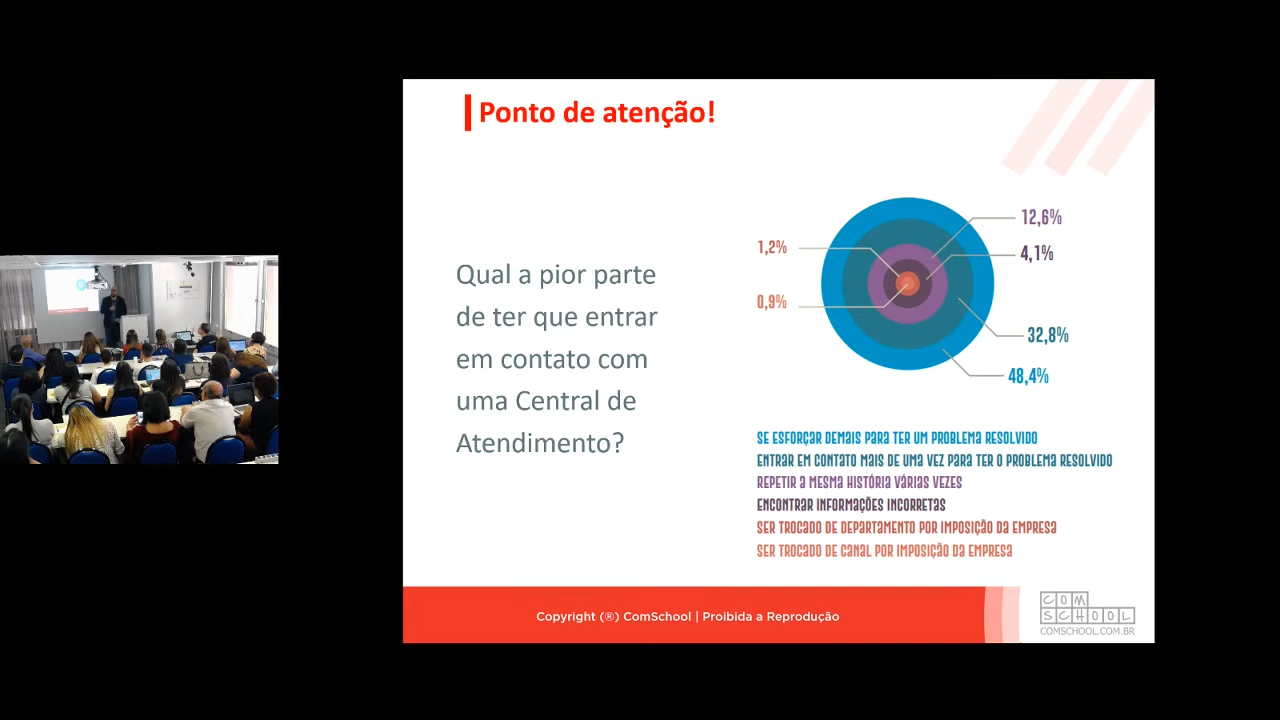 Ponto de atenção!
Qual a pior parte
de ter que entrar
em contato com
uma Central de
Atendimento?
12,6%
1,2%
4,1%
0,9%
32,8%
48,4%
SE ESFORÇAR DEMAIS PARA TER UM PROBLEMA RESOLVIDO
ENTRAR EM CONTATO MAIS DE UMA VEZ PARA TER O PROBLEMA RESOLVIDO
REPETIR A MESMA HISTÓRIA VÁRIAS VEZES
ENCONTRAR INFORMAÇÕES INCORRETAS
SER TROCADO DE DEPARTAMENTO POR IMPOSIÇÃO DA EMPRESA
SER TROCADO DE CANAL POR IMPOSIÇÃO DA EMPRESA
Copyright (®) ComSchool | Proibida a Reprodução
COM
SCHOOL
COMSCHOOL.COM.BR